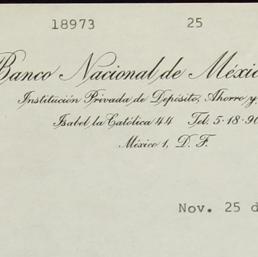 18973 25
Banco Nacional de Méxic
Institución Privada de Depósito, Ahorro y
Isabel la Católica 44 Tel. 5-18-90
México 1, D. F.
Nov. 25 d